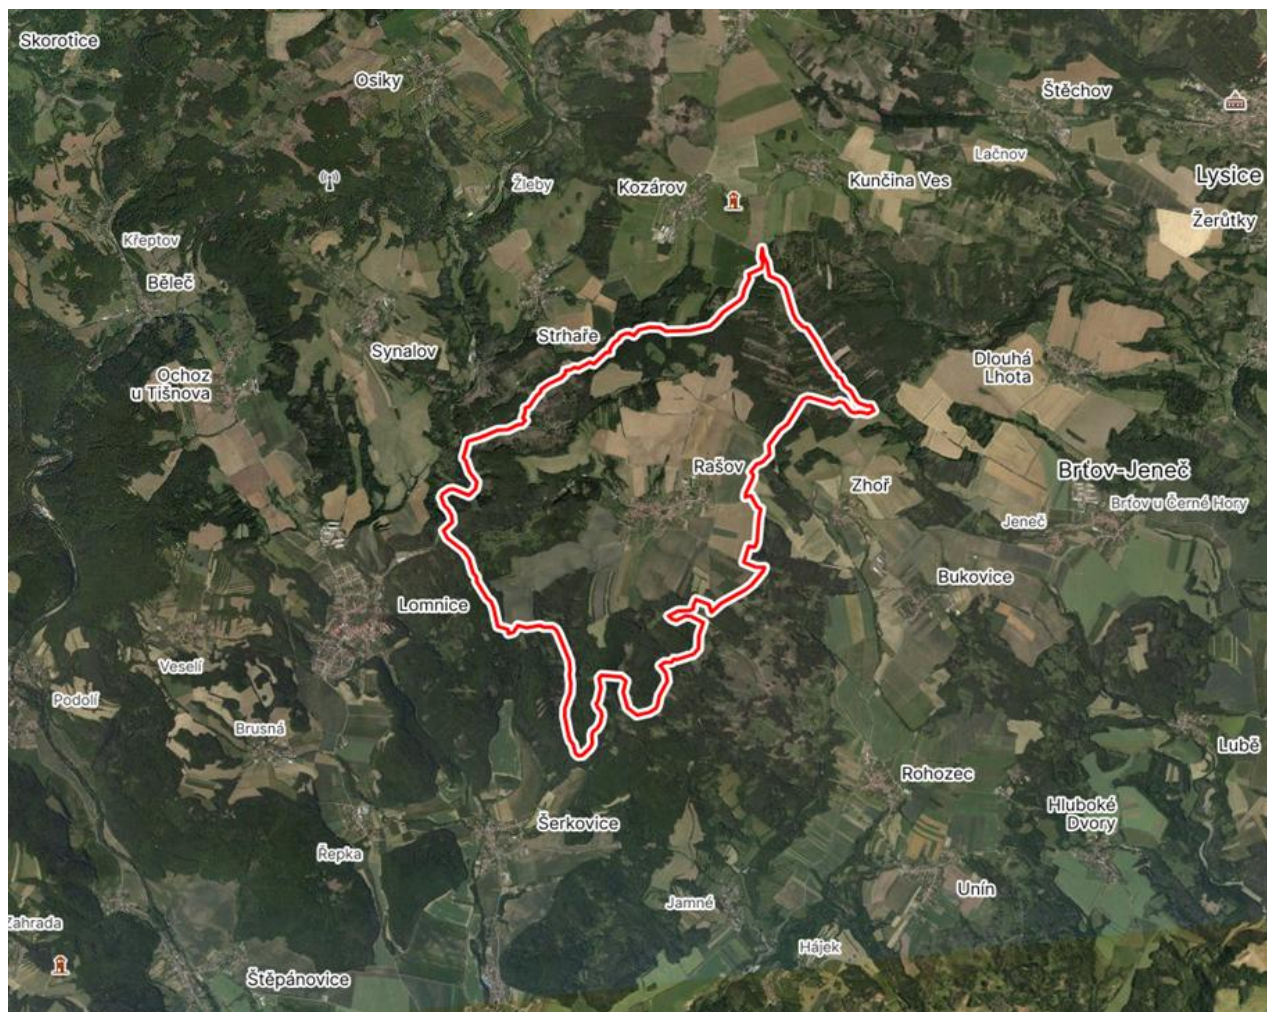 Skorotice
Osiky
Štěchov
Lačnov
Lysice
Žleby
Kozárov
Kunčina Ves
Žerůtky
Křeptov
Běleč
Strhaře
Synalov
Dlouhá
Lhota
Ochoz
u Tišnova
Rašov
Zhoř
Brťov-Jeneč
Brťov u Černé Hory
Jeneč
Bukovice
Lomnice
Veselí
Podolí
Brusná
Lubě
Rohozec
Hluboké
Dvory
Šerkovice
Řepka
Unín
Jamné
Zahrada
Hájek
Štěpánovice